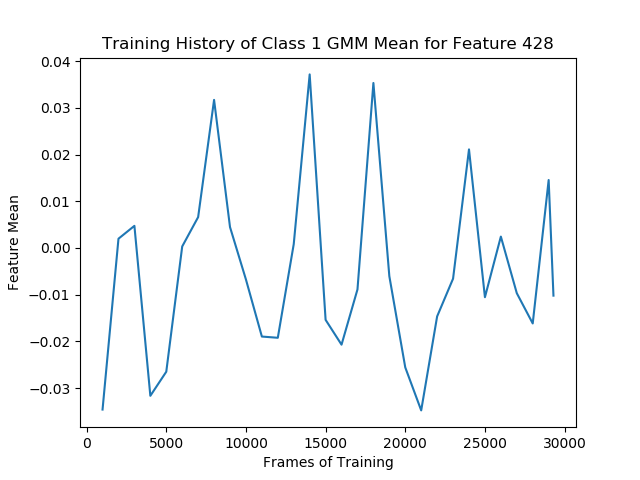 Training History of Class 1 GMM Mean for Feature 428
0.04
0.03
0.02
0.01
0.00
−0.01
−0.02
−0.03
Feature Mean
0 5000 10000 15000 20000 25000 30000
Frames of Training